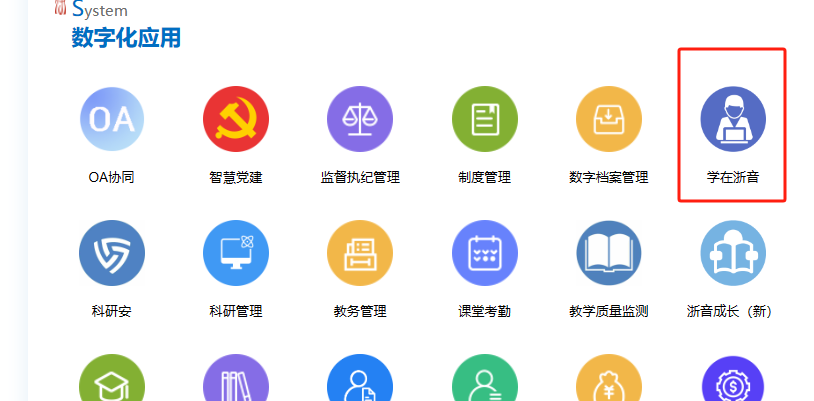 System
数字化应用
OA
OA协同
智慧党建
监督执纪管理
制度管理
数字档案管理
学在浙音
科研安
科研管理
教务管理
课堂考勤
教学质量监测
浙音成长（新）